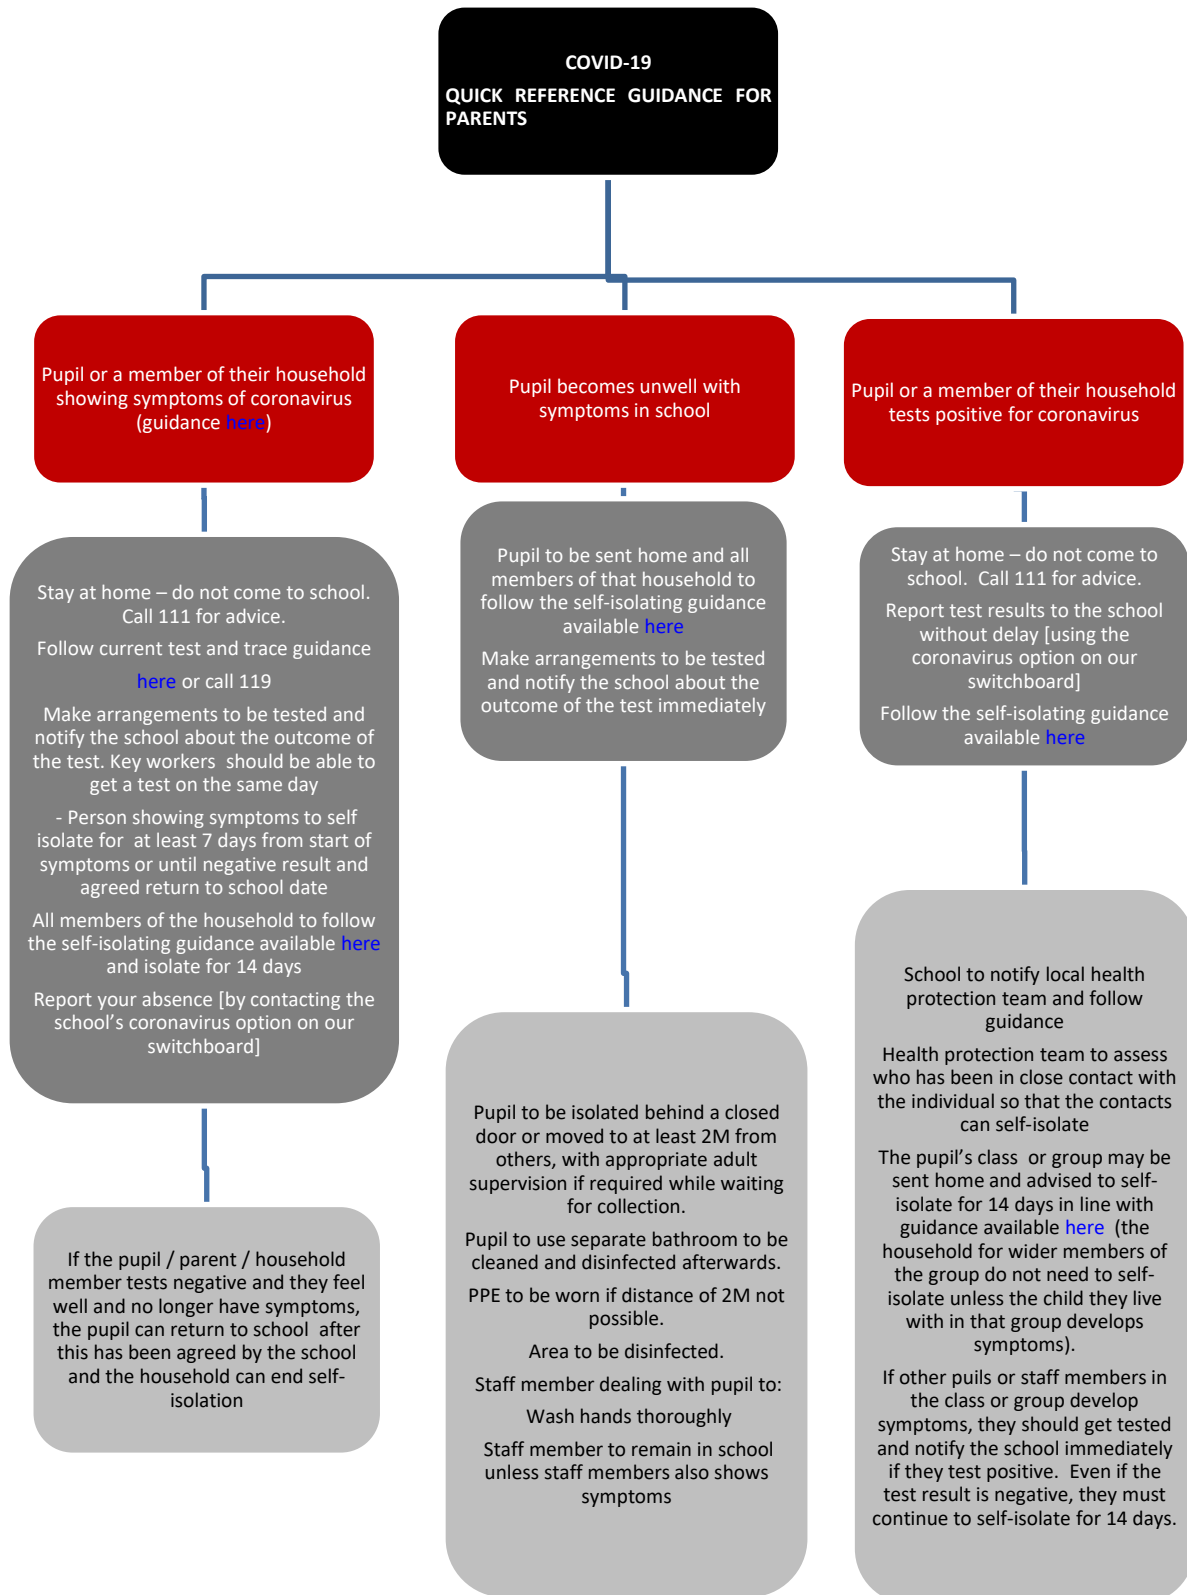 COVID-19
QUICK REFERENCE GUIDANCE FOR
PARENTS
Pupil or a member of their household
showing symptoms of coronavirus
(guidance here)
Stay at home – do not come to school.
Call 111 for advice.
Follow current test and trace guidance
here or call 119
Make arrangements to be tested and
notify the school about the outcome of
the test. Key workers should be able to
get a test on the same day
- Person showing symptoms to self
isolate for at least 7 days from start of
symptoms or until negative result and
agreed return to school date
All members of the household to follow
the self-isolating guidance available here
and isolate for 14 days
Report your absence [by contacting the
school's coronavirus option on our
switchboard]
If the pupil / parent / household
member tests negative and they feel
well and no longer have symptoms,
the pupil can return to school after
this has been agreed by the school
and the household can end self-
isolation
Pupil becomes unwell with
symptoms in school
Pupil to be sent home and all
members of that household to
follow the self-isolating guidance
available here
Make arrangements to be tested
and notify the school about the
outcome of the test immediately
Pupil to be isolated behind a closed
door or moved to at least 2M from
others, with appropriate adult
supervision if required while waiting
for collection.
Pupil to use separate bathroom to be
cleaned and disinfected afterwards.
PPE to be worn if distance of 2M not
possible.
Area to be disinfected.
Staff member dealing with pupil to:
Wash hands thoroughly
Staff member to remain in school
unless staff members also shows
symptoms
Pupil or a member of their household
tests positive for coronavirus
Stay at home – do not come to
school. Call 111 for advice.
Report test results to the school
without delay [using the
coronavirus option on our
switchboard]
Follow the self-isolating guidance
available here
School to notify local health
protection team and follow
guidance
Health protection team to assess
who has been in close contact with
the individual so that the contacts
can self-isolate
The pupil's class or group may be
sent home and advised to self-
isolate for 14 days in line with
guidance available here (the
household for wider members of
the group do not need to self-
isolate unless the child they live
with in that group develops
symptoms).
If other puils or staff members in
the class or group develop
symptoms, they should get tested
and notify the school immediately
if they test positive. Even if the
test result is negative, they must
continue to self-isolate for 14 days.